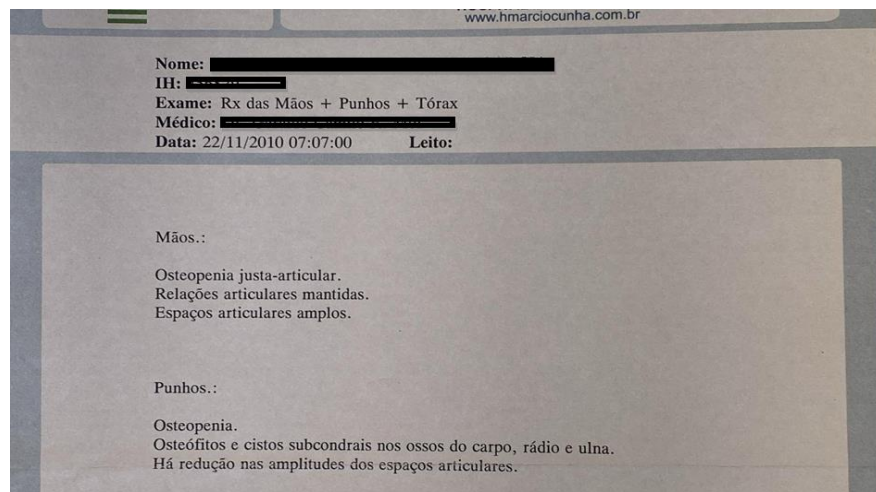 www.hmarciocunha.com.br
Nome:
IH:
Exame: Rx das Mãos + Punhos + Tórax
Médico:
Data: 22/11/2010 07:07:00 Leito:
Mãos.:
Osteopenia justa-articular.
Relações articulares mantidas.
Espaços articulares amplos.
Punhos.:
Osteopenia.
Osteófitos e cistos subcondrais nos ossos do carpo, rádio e ulna.
Há redução nas amplitudes dos espaços articulares.